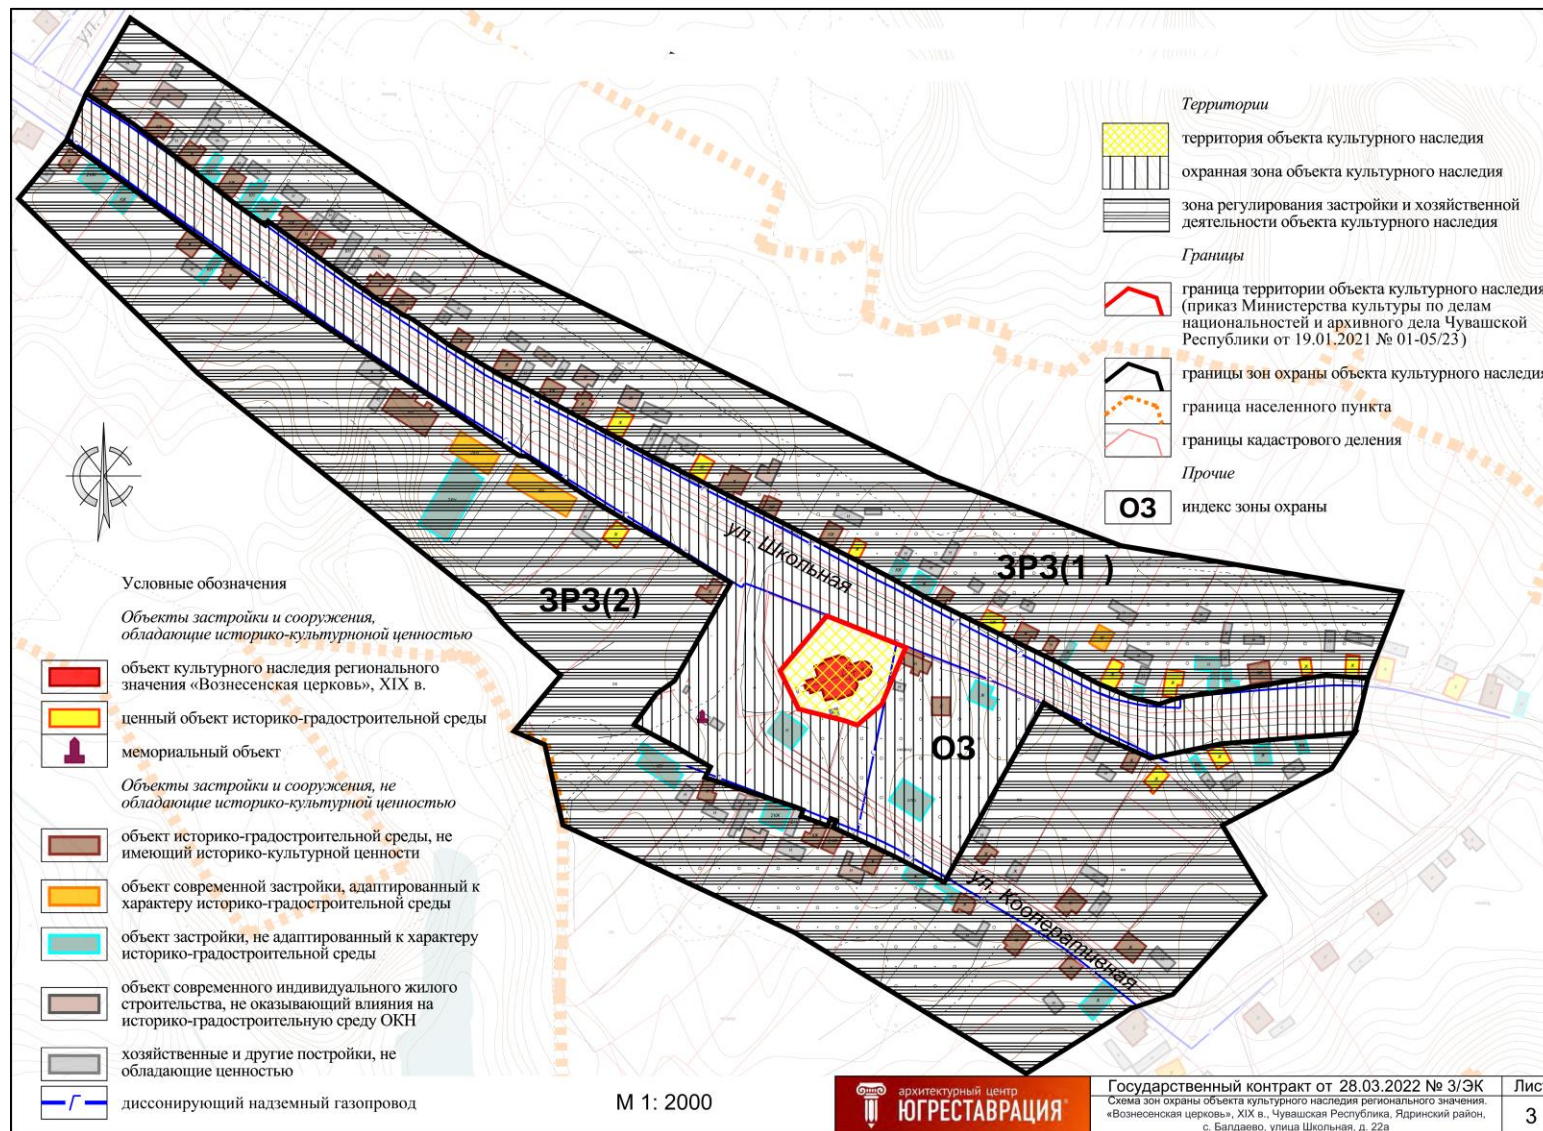 ул.
Территории
территория объекта культурного наследия
охранная зона объекта культурного наследия
зона регулирования застройки и хозяйственной
деятельности объекта культурного наследия
Границы
граница территории объекта культурного наследия
(приказ Министерства культуры по делам
национальностей и архивного дела Чувашской
Республики от 19.01.2021 № 01-05/23)
границы зон охраны объекта культурного наследия
граница населенного пункта
границы кадастрового деления
Прочие
ОЗ
индекс зоны охраны
ул. Школьная
ЗРЗ(1 )
ЗРЗ(2)
ОЗ
ул. Кооперативная
Условные обозначения
Объекты застройки и сооружения,
обладающие историко-культурноной ценностью
объект культурного наследия регионального
значения «Вознесенская церковь», XIX в.
ценный объект историко-градостроительной среды
мемориальный объект
Объекты застройки и сооружения, не
обладающие историко-культурной ценностью
объект историко-градостроительной среды, не
имеющий историко-культурной ценности
объект современной застройки, адаптированный к
характеру историко-градостроительной среды
объект застройки, не адаптированный к характеру
историко-градостроительной среды
объект современного индивидуального жилого
строительства, не оказывающий влияния на
историко-градостроительную среду ОКН
хозяйственные и другие постройки, не
обладающие ценностью
Г
диссонирующий надземный газопровод
М 1: 2000
архитектурный центр
ЮГРЕСТАВРАЦИЯ
Государственный контракт от 28.03.2022 № 3/ЭК
Схема зон охраны объекта культурного наследия регионального значения.
«Вознесенская церковь», XIX в., Чувашская Республика, Ядринский район,
с. Балдаево, улица Школьная, д. 22а
Лис
3